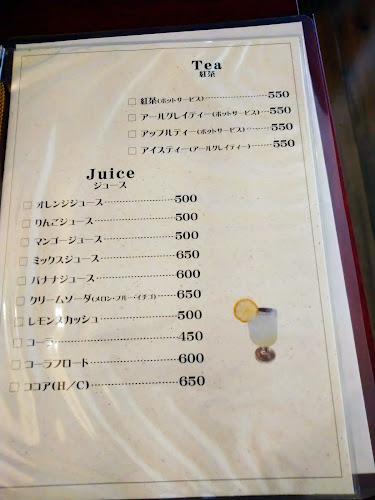 Tea
紅茶
□ 紅茶(ポットサービス)…………550
□ アールグレイティー(ポットサービス)……550
□ アップルティー(ポットサービス)………550
□ アイスティー(アールグレイティー)……550
Juice
ジュース
□ オレンジジュース…………500
□ りんごジュース……………500
□ マンゴージュース…………500
□ ミックスジュース…………650
□ バナナジュース……………600
□ クリームソーダ(メロン・ブルー・イチゴ)……650
□ レモンスカッシュ…………500
□ コーラ………………………450
□ コーラフロート……………600
□ ココア(H/C)………………650